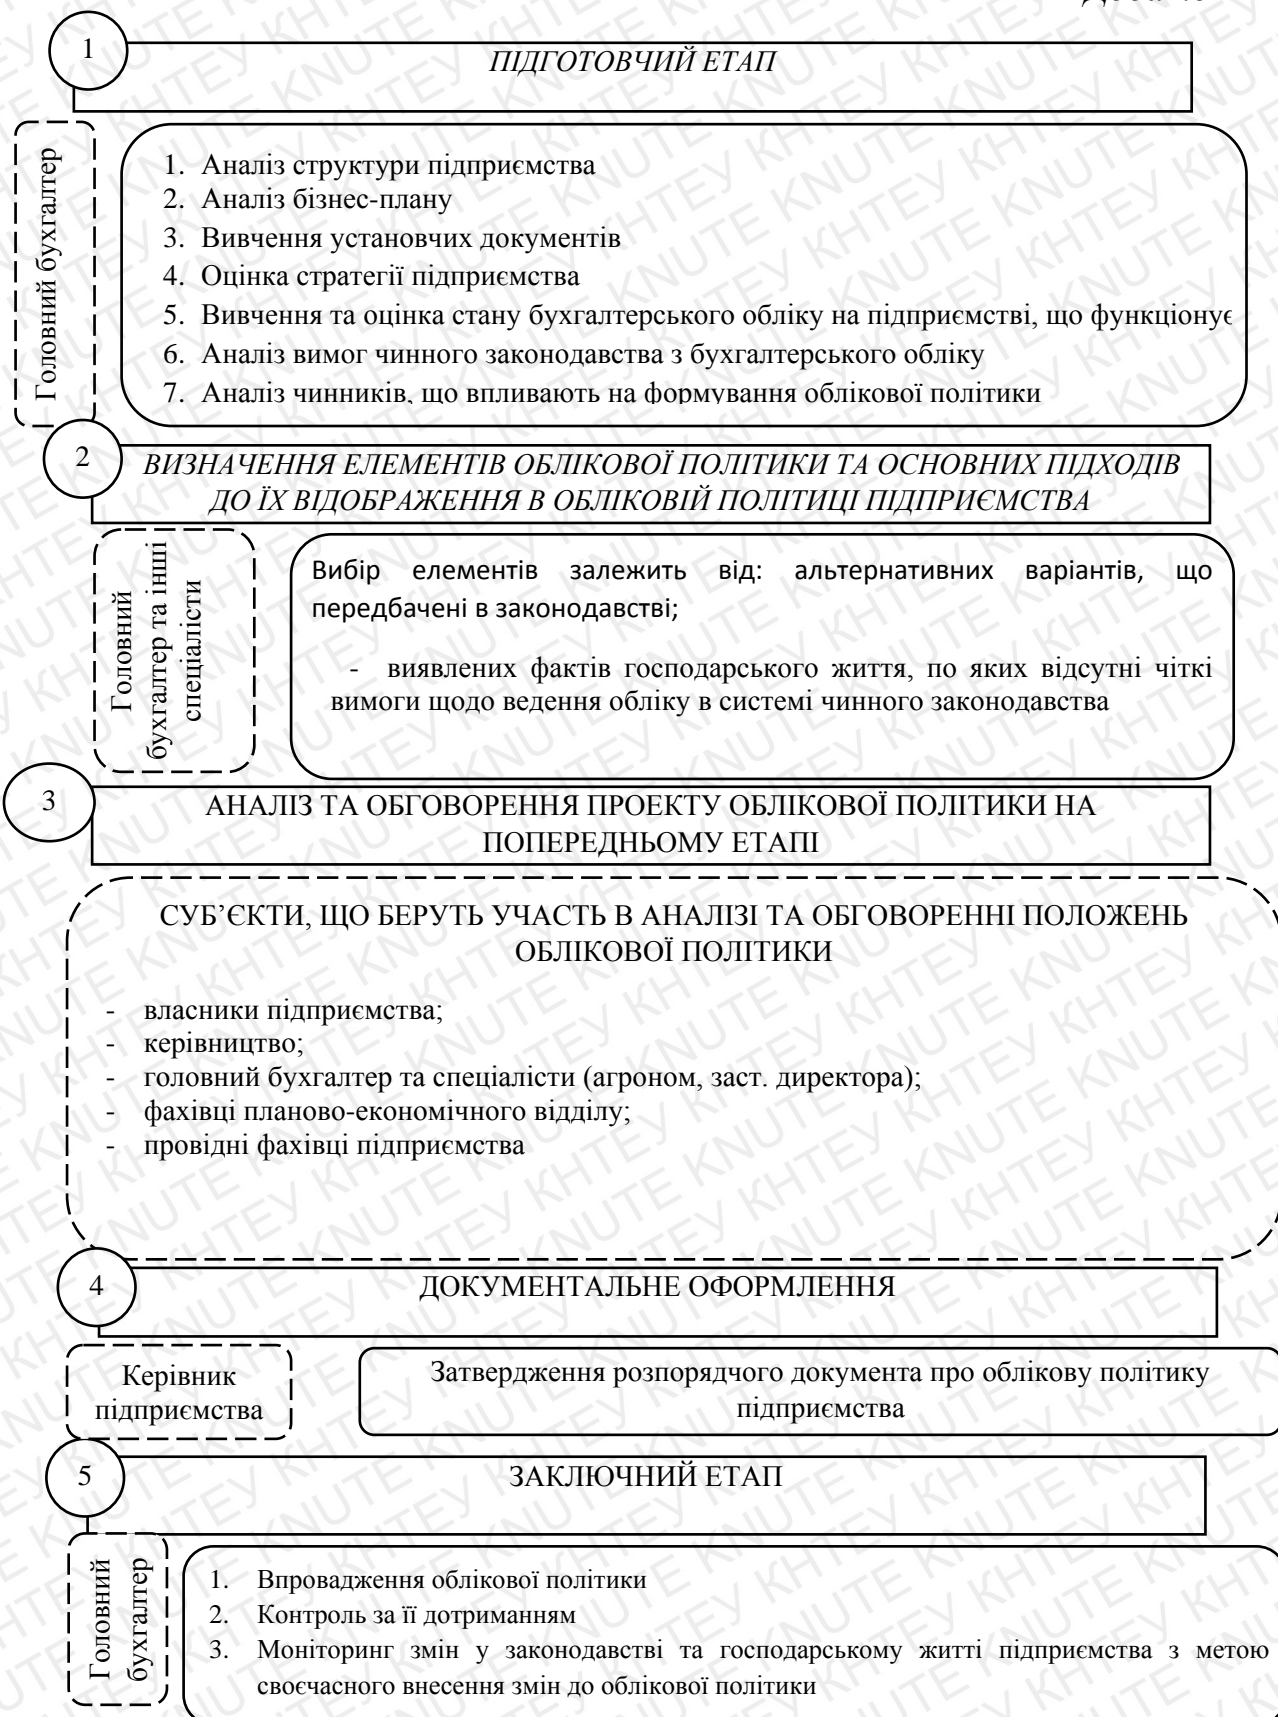 1
ПІДГОТОВЧИЙ ЕТАП
Головний бухгалтер
1. Аналіз структури підприємства
2. Аналіз бізнес-плану
3. Вивчення установчих документів
4. Оцінка стратегії підприємства
5. Вивчення та оцінка стану бухгалтерського обліку на підприємстві, що функціонує
6. Аналіз вимог чинного законодавства з бухгалтерського обліку
7. Аналіз чинників, що впливають на формування облікової політики
2
ВИЗНАЧЕННЯ ЕЛЕМЕНТІВ ОБЛІКОВОЇ ПОЛІТИКИ ТА ОСНОВНИХ ПІДХОДІВ
ДО ЇХ ВІДОБРАЖЕННЯ В ОБЛІКОВІЙ ПОЛІТИЦІ ПІДПРИЄМСТВА
Головний
бухгалтер та інші
спеціалісти
Вибір елементів залежить від: альтернативних варіантів, що
передбачені в законодавстві;
- виявлених фактів господарського життя, по яких відсутні чіткі
вимоги щодо ведення обліку в системі чинного законодавства
3
АНАЛІЗ ТА ОБГОВОРЕННЯ ПРОЕКТУ ОБЛІКОВОЇ ПОЛІТИКИ НА
ПОПЕРЕДНЬОМУ ЕТАПІ
СУБ’ЄКТИ, ЩО БЕРУТЬ УЧАСТЬ В АНАЛІЗІ ТА ОБГОВОРЕННІ ПОЛОЖЕНЬ
ОБЛІКОВОЇ ПОЛІТИКИ
- власники підприємства;
- керівництво;
- головний бухгалтер та спеціалісти (агроном, заст. директора);
- фахівці планово-економічного відділу;
- провідні фахівці підприємства
4
ДОКУМЕНТАЛЬНЕ ОФОРМЛЕННЯ
Керівник
підприємства
Затвердження розпорядчого документа про облікову політику
підприємства
5
ЗАКЛЮЧНИЙ ЕТАП
Головний
бухгалтер
1. Впровадження облікової політики
2. Контроль за її дотриманням
3. Моніторинг змін у законодавстві та господарському житті підприємства з метою
своєчасного внесення змін до облікової політики